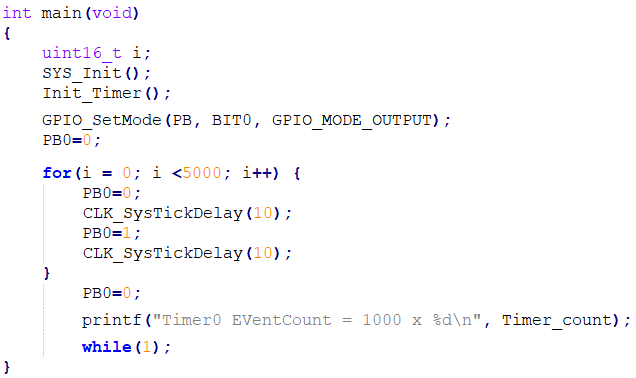 int main(void)
{
    uint16_t i;
    SYS_Init();
    Init_Timer();
    GPIO_SetMode(PB, BIT0, GPIO_MODE_OUTPUT);
    PB0=0;
    for(i = 0; i <5000; i++) {
        PB0=0;
        CLK_SysTickDelay(10);
        PB0=1;
        CLK_SysTickDelay(10);
    }
        PB0=0;
        printf("Timer0 EVentCount = 1000 x %d\n", Timer_count);
        while(1);
}